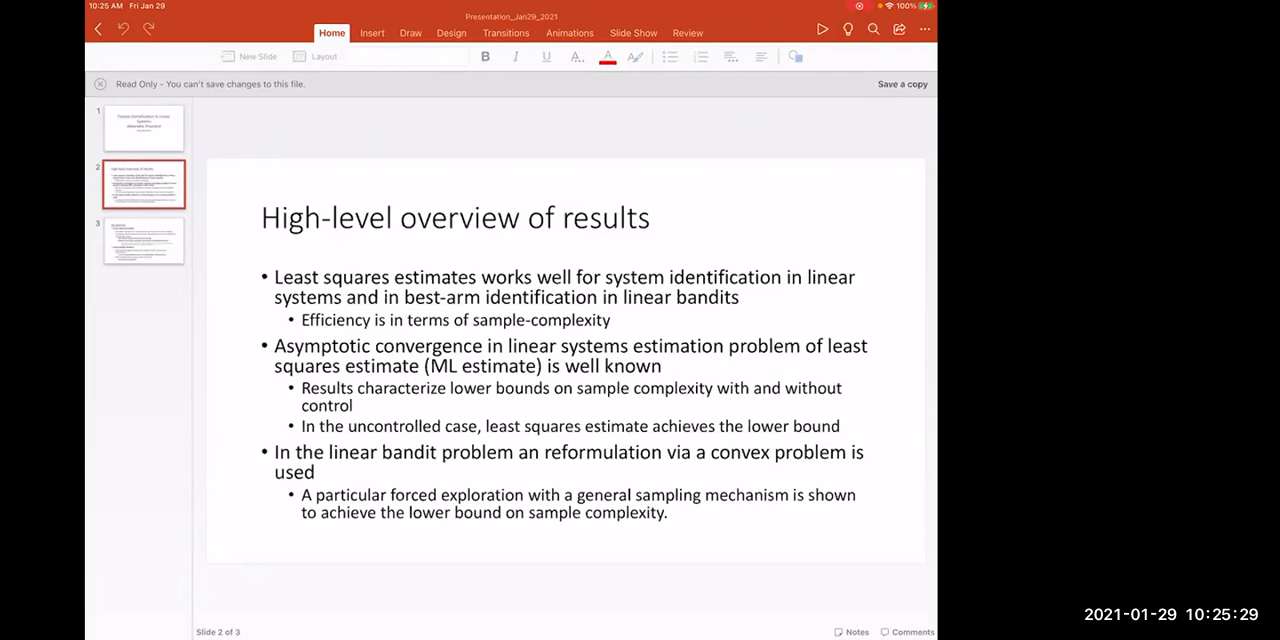 10:25 AM Fri Jan 29
100%
Presentation_Jan29_2021
Home Insert Draw Design Transitions Animations Slide Show Review
New Slide Layout B I U A A
Read Only - You can't save changes to this file.
Save a copy
1
2
High-level overview of results
3
High-level overview of results
• Least squares estimates works well for system identification in linear
systems and in best-arm identification in linear bandits
• Efficiency is in terms of sample-complexity
• Asymptotic convergence in linear systems estimation problem of least
squares estimate (ML estimate) is well known
• Results characterize lower bounds on sample complexity with and without
control
• In the uncontrolled case, least squares estimate achieves the lower bound
• In the linear bandit problem an reformulation via a convex problem is
used
• A particular forced exploration with a general sampling mechanism is shown
to achieve the lower bound on sample complexity.
Slide 2 of 3
Notes Comments
2021-01-29 10:25:29